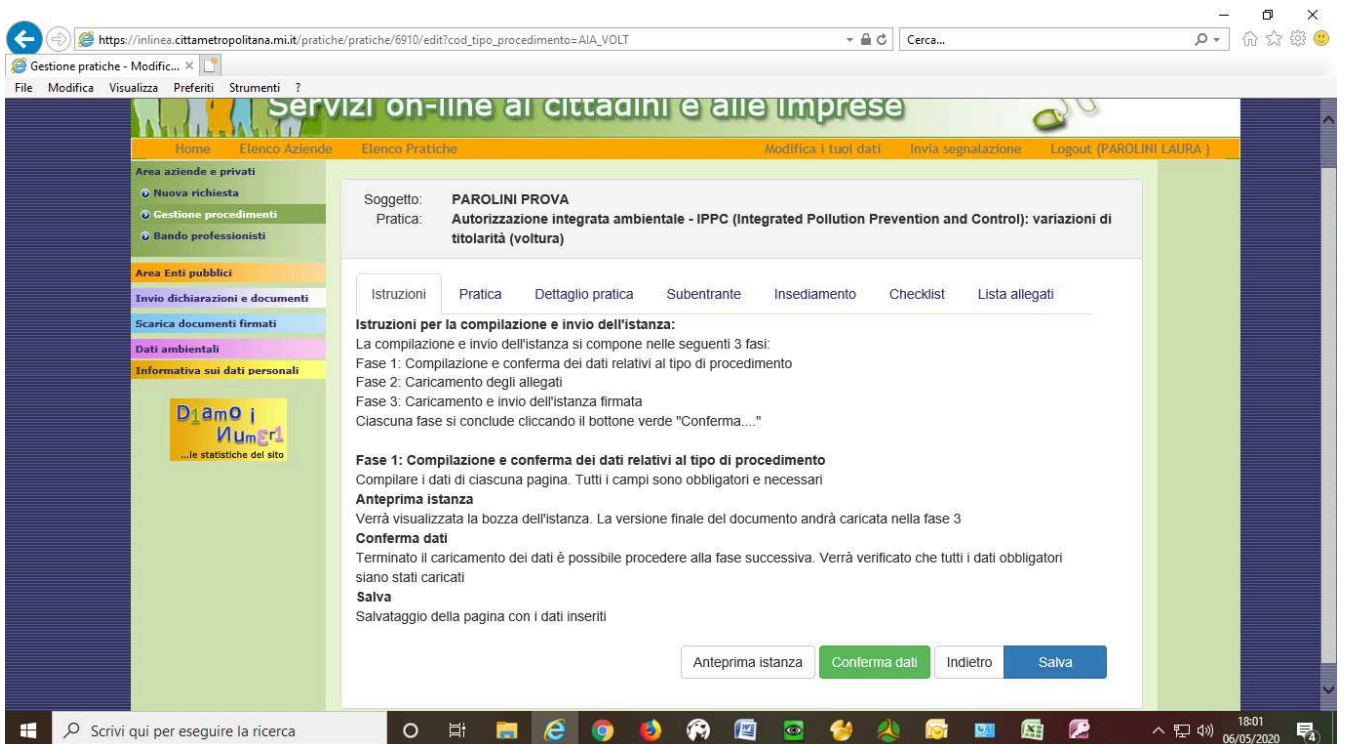 https://inlinea.cittametropolitana.mi.it/pratiche/pratiche/6910/edit?cod_tipo_procedimento=AIA_VOLT
Cerca...
Gestione pratiche - Modific...
File Modifica Visualizza Preferiti Strumenti ?
Servizi on-line ai cittadini e alle imprese
Home Elenco Aziende Elenco Pratiche Modifica i tuoi dati Invia segnalazione Logout (PAROLINI LAURA )
Area aziende e privati
Nuova richiesta
Gestione procedimenti
Bando professionisti
Area Enti pubblici
Invio dichiarazioni e documenti
Scarica documenti firmati
Dati ambientali
Informativa sui dati personali
D1amo i
Numer1
...le statistiche del sito
Soggetto: PAROLINI PROVA
Pratica: Autorizzazione integrata ambientale - IPPC (Integrated Pollution Prevention and Control): variazioni di
titolarità (voltura)
Istruzioni Pratica Dettaglio pratica Subentrante Insediamento Checklist Lista allegati
Istruzioni per la compilazione e invio dell'istanza:
La compilazione e invio dell'istanza si compone nelle seguenti 3 fasi:
Fase 1: Compilazione e conferma dei dati relativi al tipo di procedimento
Fase 2: Caricamento degli allegati
Fase 3: Caricamento e invio dell'istanza firmata
Ciascuna fase si conclude cliccando il bottone verde "Conferma...."
Fase 1: Compilazione e conferma dei dati relativi al tipo di procedimento
Compilare i dati di ciascuna pagina. Tutti i campi sono obbligatori e necessari
Anteprima istanza
Verrà visualizzata la bozza dell'istanza. La versione finale del documento andrà caricata nella fase 3
Conferma dati
Terminato il caricamento dei dati è possibile procedere alla fase successiva. Verrà verificato che tutti i dati obbligatori
siano stati caricati
Salva
Salvataggio della pagina con i dati inseriti
Anteprima istanza Conferma dati Indietro Salva
Scrivi qui per eseguire la ricerca
18:01
06/05/2020
4